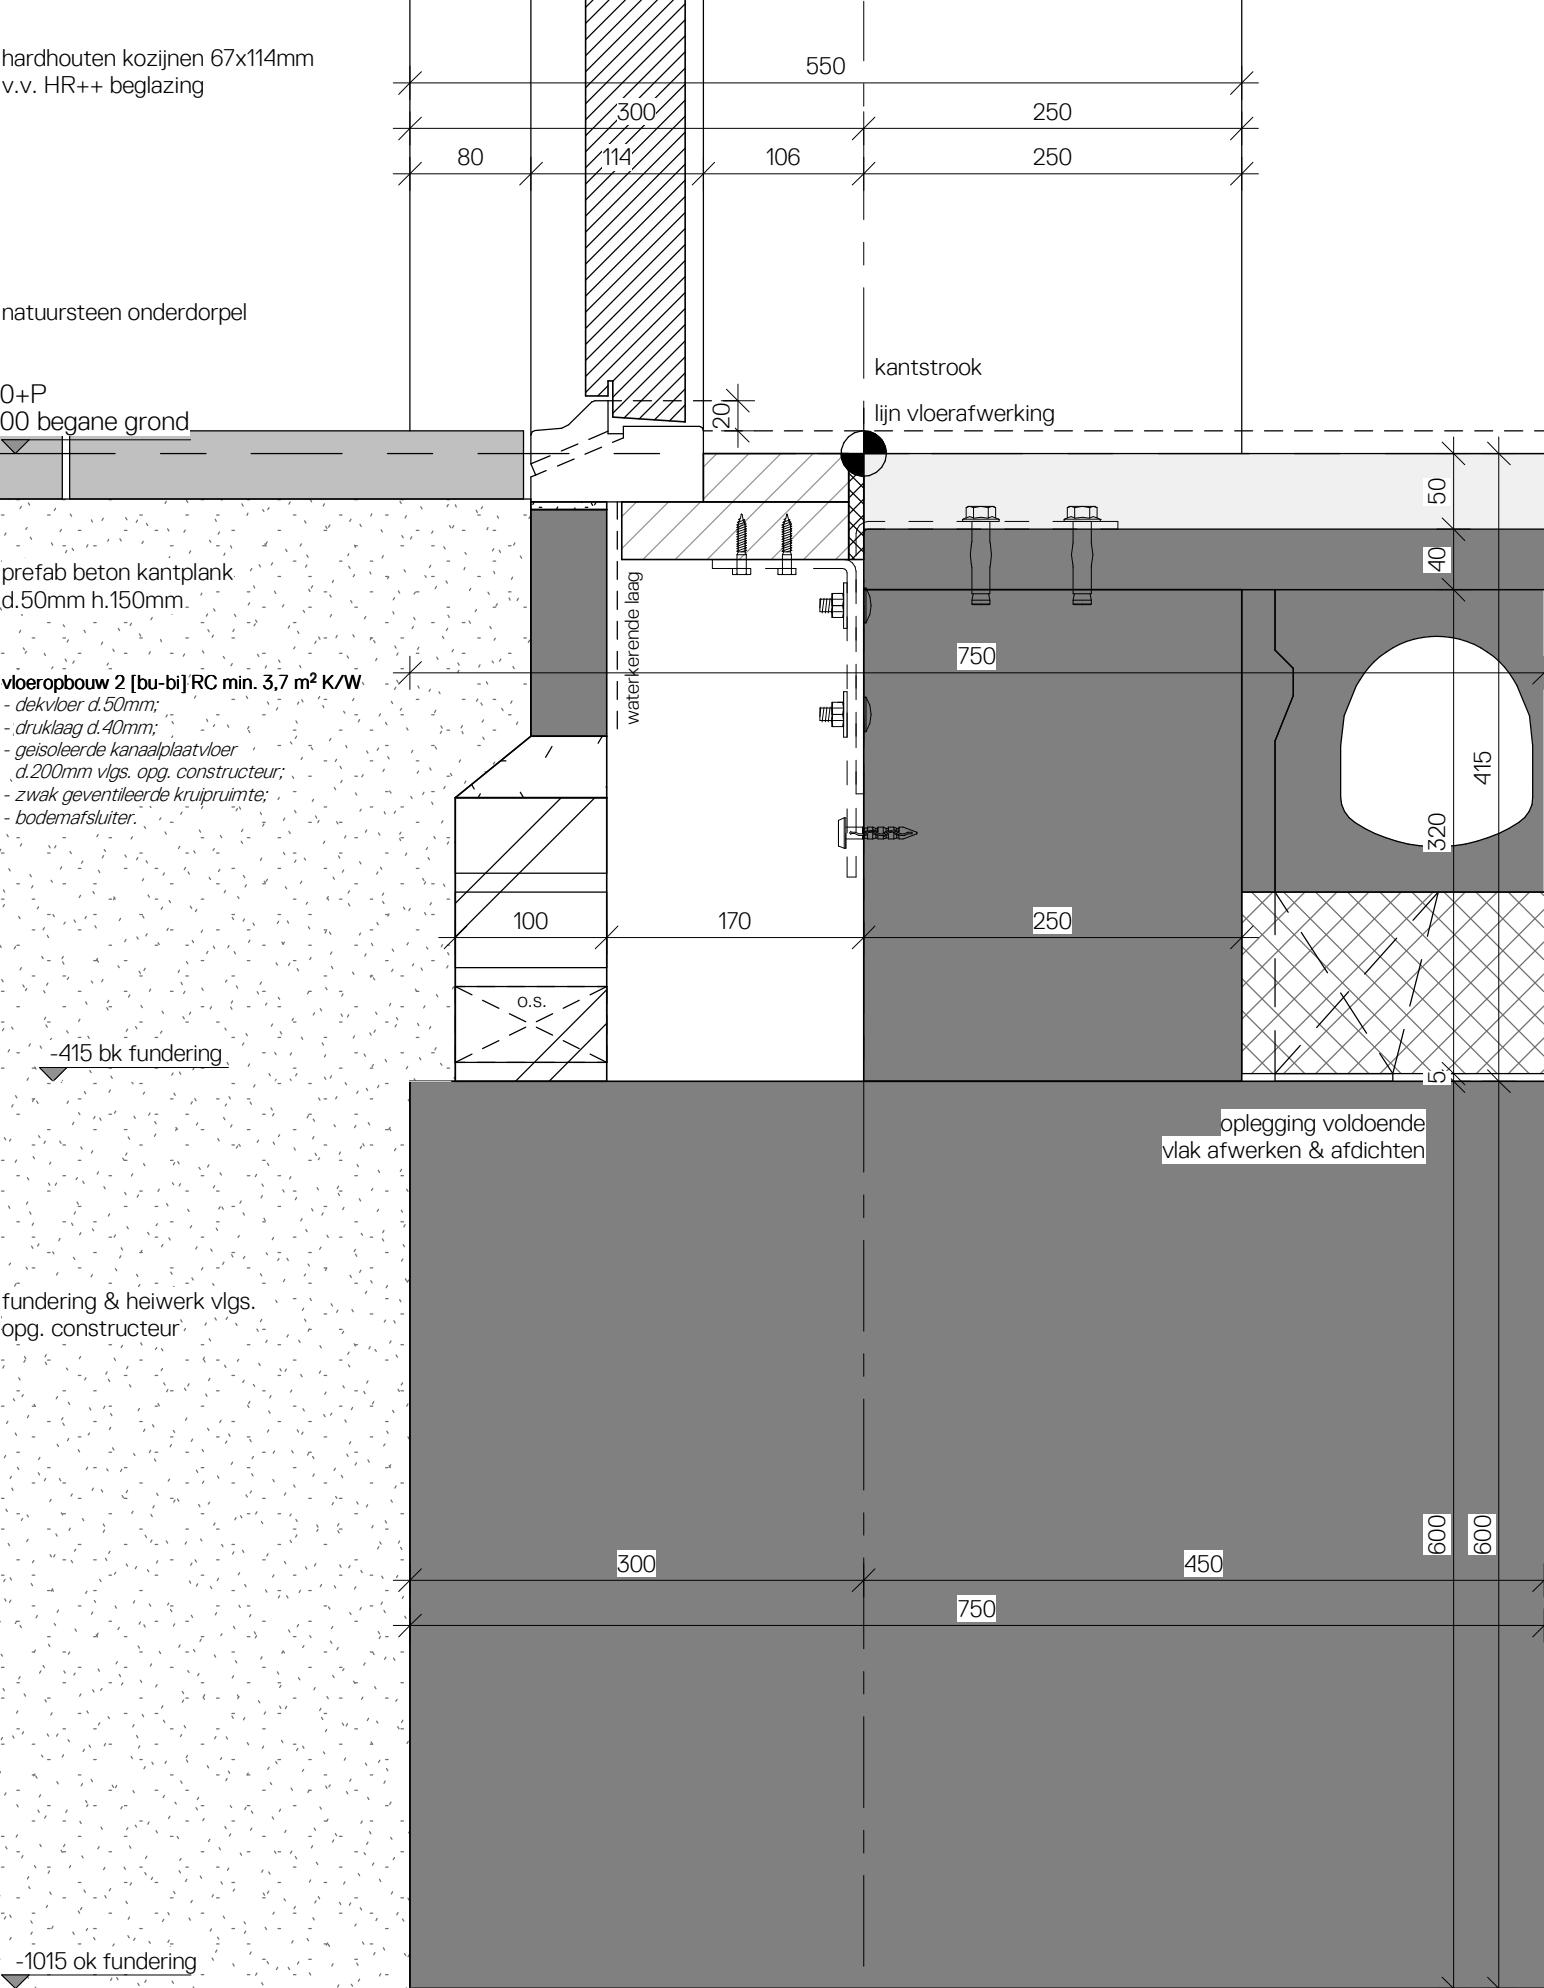 hardhouten kozijnen 67x114mm
v.v. HR++ beglazing
550
300
250
80
114
106
250
natuursteen onderdorpel
kantstrook
0+P
lijn vloerafwerking
20
00 begane grond
50
40
prefab beton kantplank
d.50mm h.150mm
waterkerende laag
750
vloeropbouw 2 [bu-bi] RC min. 3,7 m² K/W
- dekvloer d.50mm;
- druklaag d.40mm;
- geisoleerde kanaalplaatvloer
d.200mm vlgs. opg. constructeur;
- zwak geventileerde kruipruimte;
- bodemafsluiter.
415
320
100
170
250
o.s.
-415 bk fundering
5
oplegging voldoende
vlak afwerken & afdichten
fundering & heiwerk vlgs.
opg. constructeur
600
600
300
450
750
-1015 ok fundering